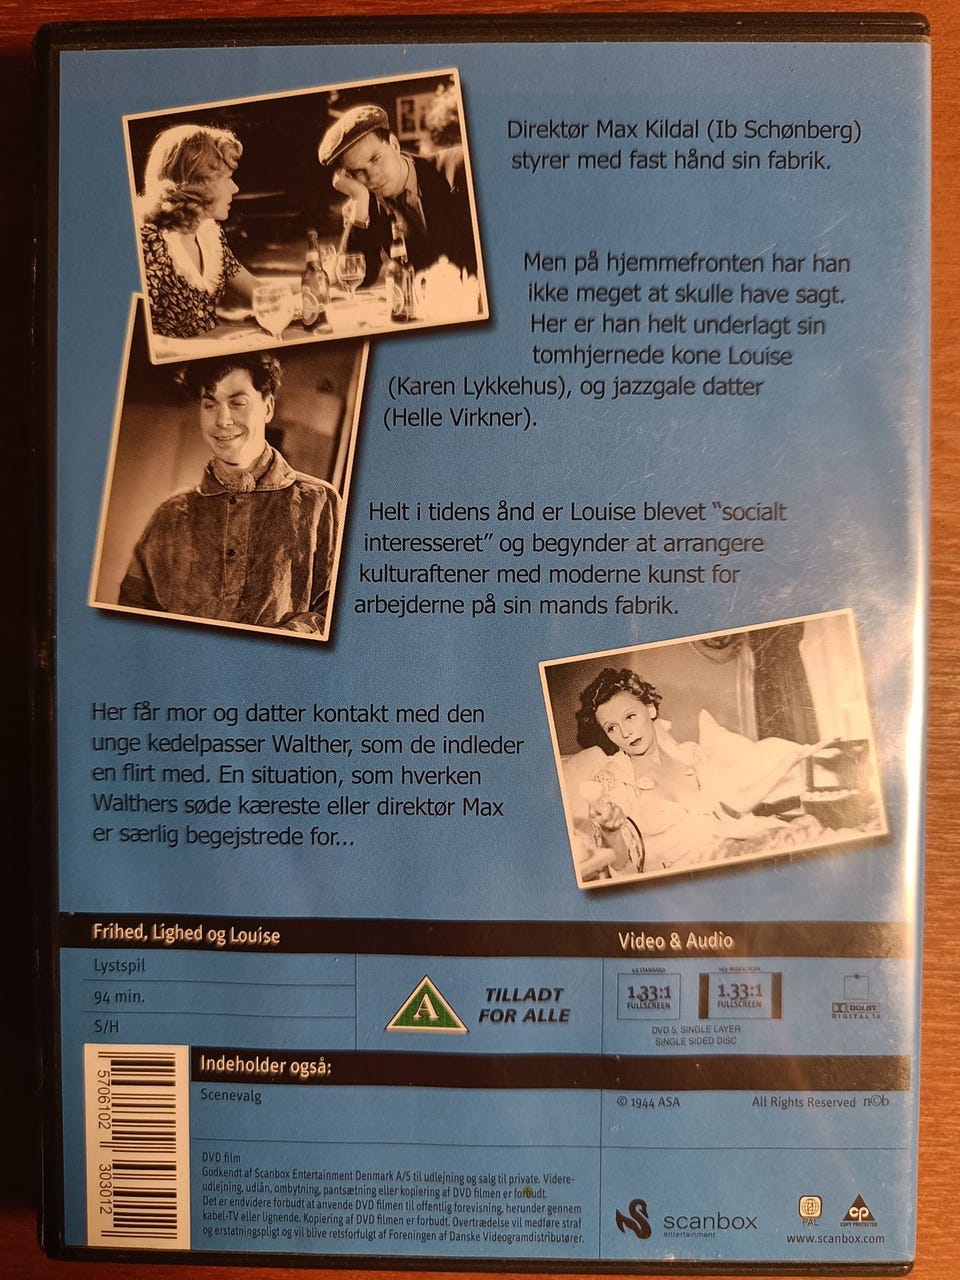 Direktør Max Kildal (Ib Schønberg)
styrer med fast hånd sin fabrik.
Men på hjemmefronten har han
ikke meget at skulle have sagt.
Her er han helt underlagt sin
tomhjernede kone Louise
(Karen Lykkehus), og jazzgale datter
(Helle Virkner).
Helt i tidens ånd er Louise blevet “socialt
interesseret” og begynder at arrangere
kulturaftener med moderne kunst for
arbejderne på sin mands fabrik.
Her får mor og datter kontakt med den
unge kedelpasser Walther, som de indleder
en flirt med. En situation, som hverken
Walthers søde kæreste eller direktør Max
er særlig begejstrede for...
Frihed, Lighed og Louise
Lystspil
94 min.
S/H
A
TILLADT
FOR ALLE
Video & Audio
1.33:1
FULLSCREEN
1.33:1
FULLSCREEN
DOLBY
DIGITAL
DVD 5: SINGLE LAYER
SINGLE SIDED DISC
5706102 303012
Indeholder også:
Scenevalg
© 1944 ASA
All Rights Reserved n©b
DVD film
Godkendt af Scanbox Entertainment Denmark A/S til udlejning og salg til private. Videre-
udlejning, udlån, ombytning, pantsætning eller kopiering af DVD filmen er forbudt.
Det er endvidere forbudt at anvende DVD filmen til offentlig forevisning, herunder gennem
kabel-TV eller lignende. Kopiering af DVD filmen er forbudt. Overtrædelse vil medføre straf
og erstatningspligt og vil blive retsforfulgt af Foreningen af Danske Videogramdistributører.
scanbox
entertainment
PAL
CP
COPY PROTECTED
www.scanbox.com